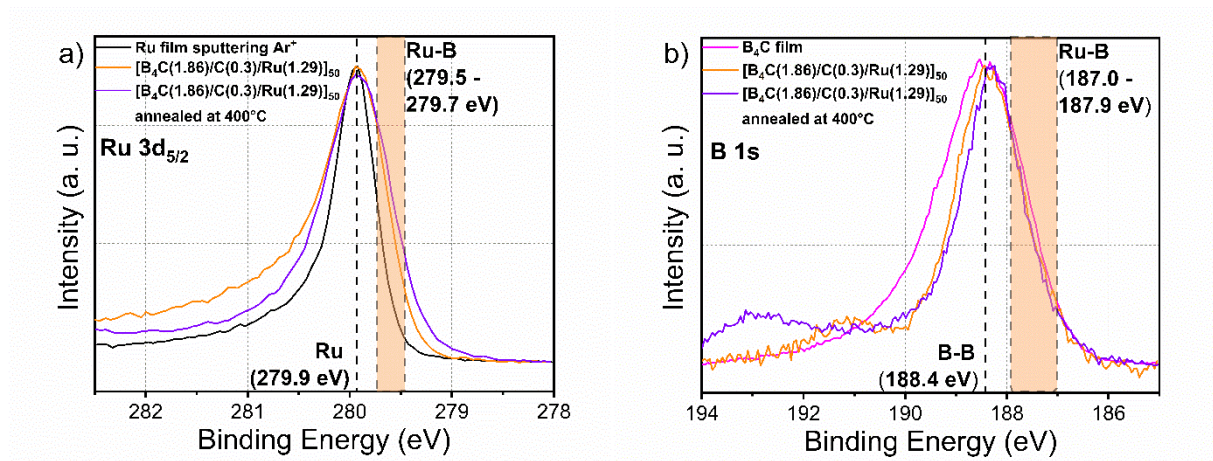 a)
Ru film sputtering Ar⁺
[B₄C(1.86)/C(0.3)/Ru(1.29)]₅₀
[B₄C(1.86)/C(0.3)/Ru(1.29)]₅₀
annealed at 400°C
Ru-B
(279.5 -
279.7 eV)
Ru 3d₅/₂
Ru
(279.9 eV)
Intensity (a. u.)
282 281 280 279 278
Binding Energy (eV)
b)
B₄C film
[B₄C(1.86)/C(0.3)/Ru(1.29)]₅₀
[B₄C(1.86)/C(0.3)/Ru(1.29)]₅₀
annealed at 400°C
Ru-B
(187.0 -
187.9 eV)
B 1s
B-B
(188.4 eV)
Intensity (a. u.)
194 192 190 188 186
Binding Energy (eV)